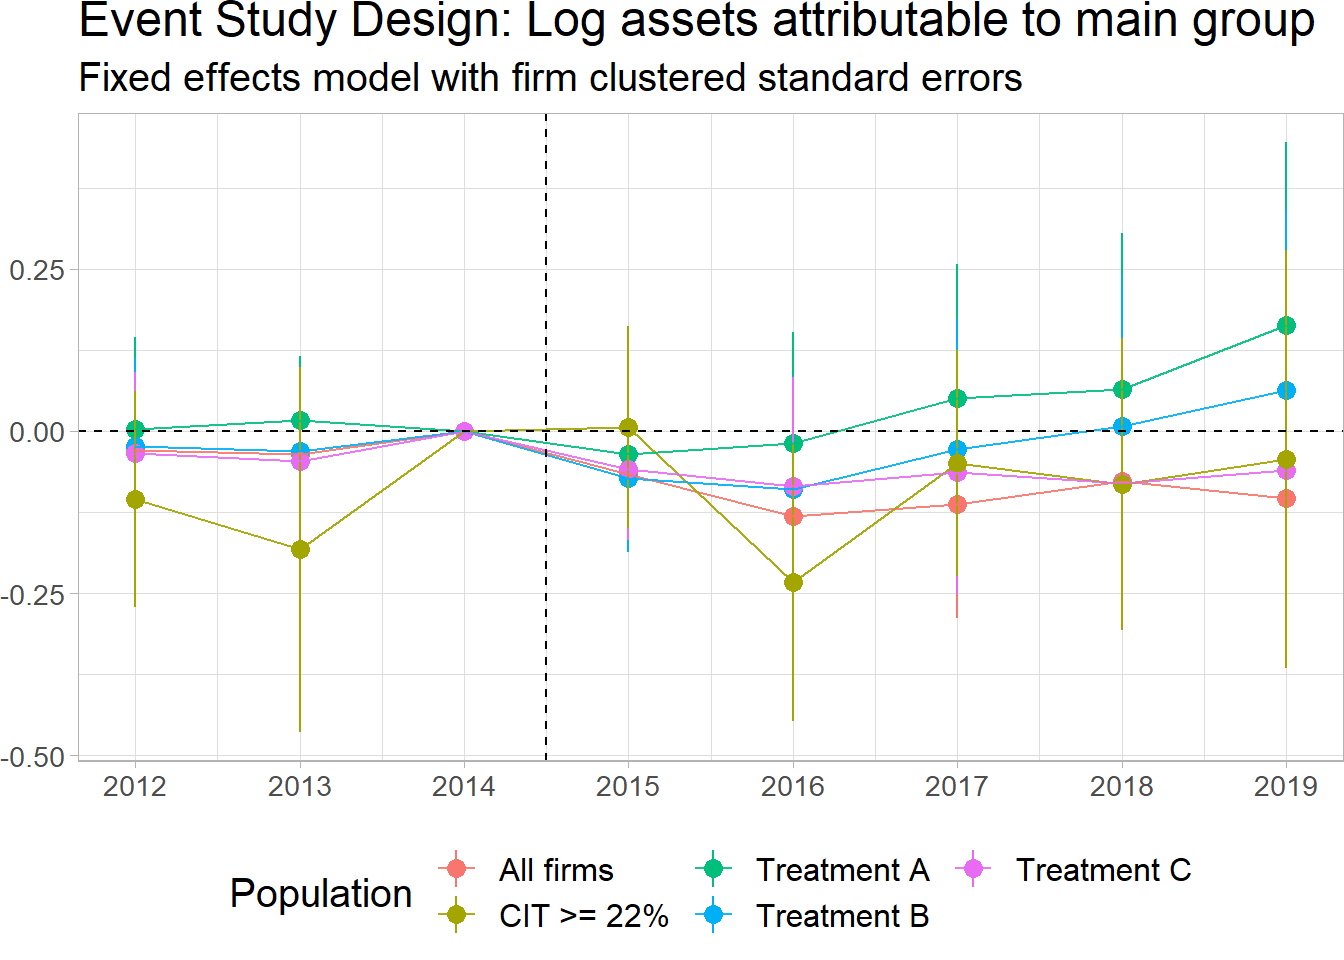 Event Study Design: Log assets attributable to main group
Fixed effects model with firm clustered standard errors
0.25
0.00
-0.25
-0.50
2012 2013 2014 2015 2016 2017 2018 2019
Population
All firms Treatment A Treatment C
CIT >= 22% Treatment B